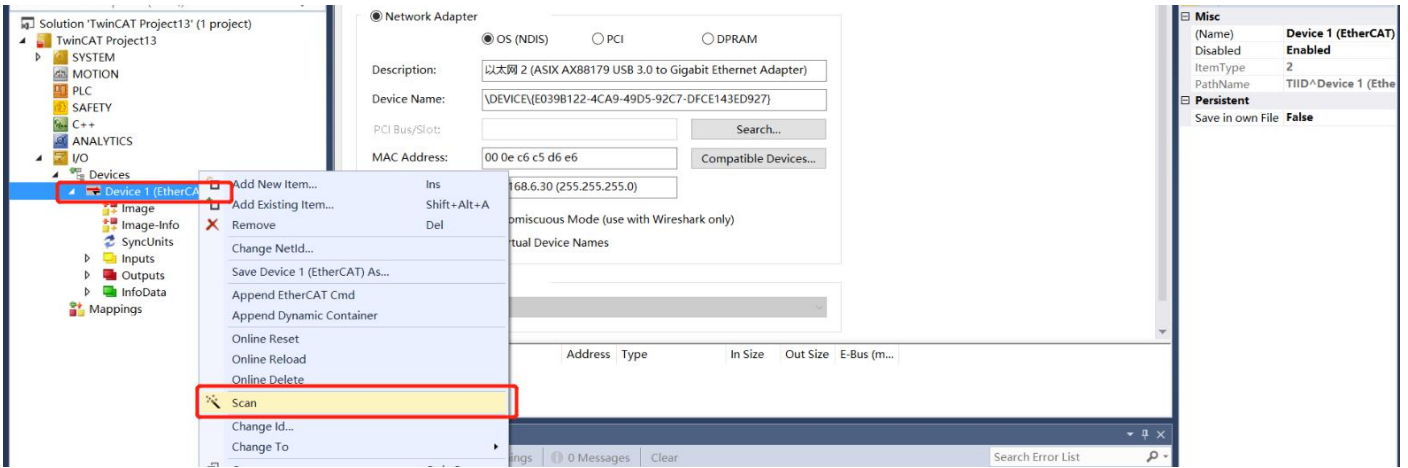 Solution 'TwinCAT Project13' (1 project)
TwinCAT Project13
SYSTEM
MOTION
PLC
SAFETY
C++
ANALYTICS
I/O
Devices
Device 1 (EtherCA
Image
Image-Info
SyncUnits
Inputs
Outputs
InfoData
Mappings
Add New Item... Ins
Add Existing Item... Shift+Alt+A
Remove Del
Change NetId...
Save Device 1 (EtherCAT) As...
Append EtherCAT Cmd
Append Dynamic Container
Online Reset
Online Reload
Online Delete
Scan
Change Id...
Change To
Network Adapter
OS (NDIS) PCI DPRAM
Description: 以太网 2 (ASIX AX88179 USB 3.0 to Gigabit Ethernet Adapter)
Device Name: \DEVICE\{E039B122-4CA9-49D5-92C7-DFCE143ED927}
PCI Bus/Slot: Search...
MAC Address: 00 0e c6 c5 d6 e6 Compatible Devices...
168.6.30 (255.255.255.0)
omiscuous Mode (use with Wireshark only)
tual Device Names
Address Type In Size Out Size E-Bus (m...
ings 0 Messages Clear Search Error List
Misc
(Name) Device 1 (EtherCAT)
Disabled Enabled
ItemType 2
PathName TIID^Device 1 (Ethe
Persistent
Save in own File False